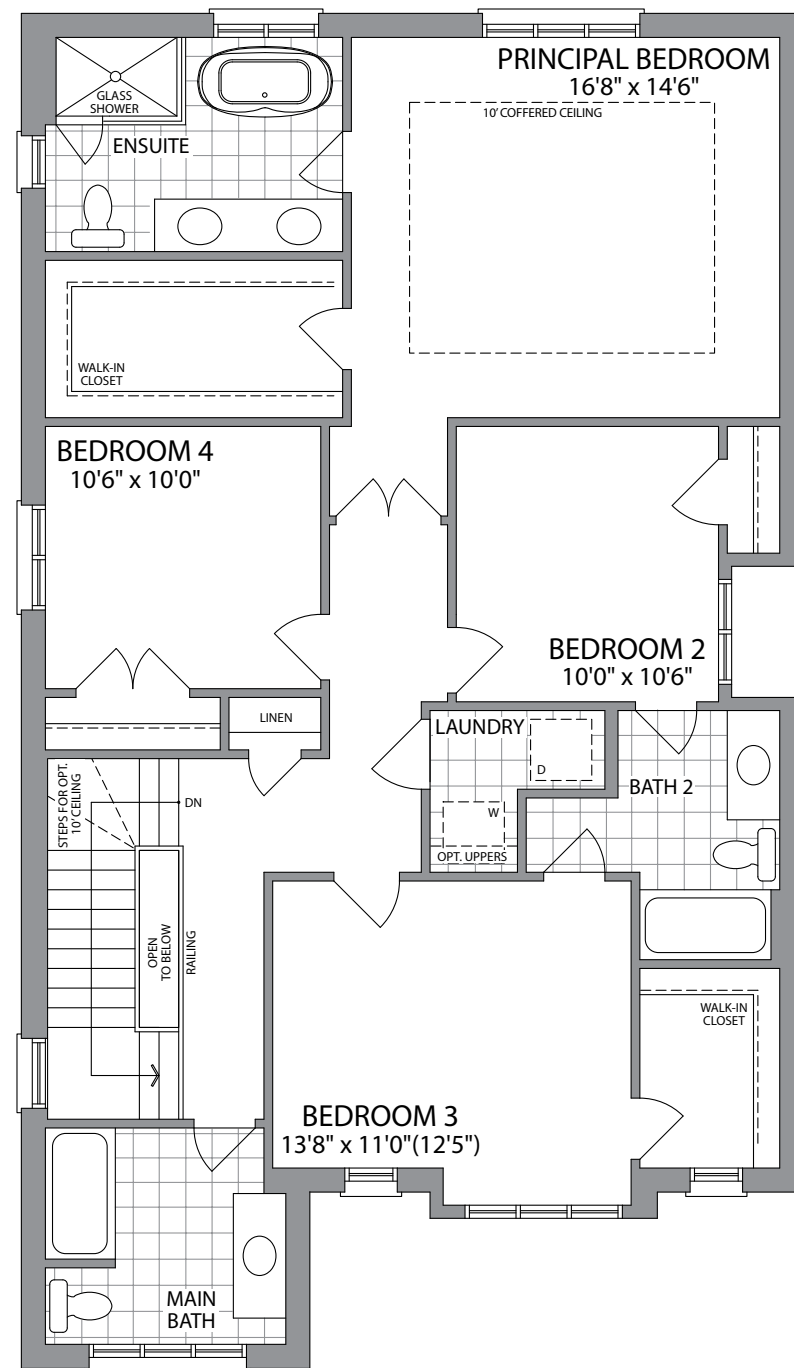 PRINCIPAL BEDROOM
16'8" x 14'6"
10' COFFERED CEILING
GLASS
SHOWER
ENSUITE
WALK-IN
CLOSET
BEDROOM 4
10'6" x 10'0"
BEDROOM 2
10'0" x 10'6"
LINEN
LAUNDRY
D
W
OPT. UPPERS
BATH 2
STEPS FOR OPT.
10' CEILING
DN
OPEN
TO BELOW
RAILING
WALK-IN
CLOSET
BEDROOM 3
13'8" x 11'0"(12'5")
MAIN
BATH